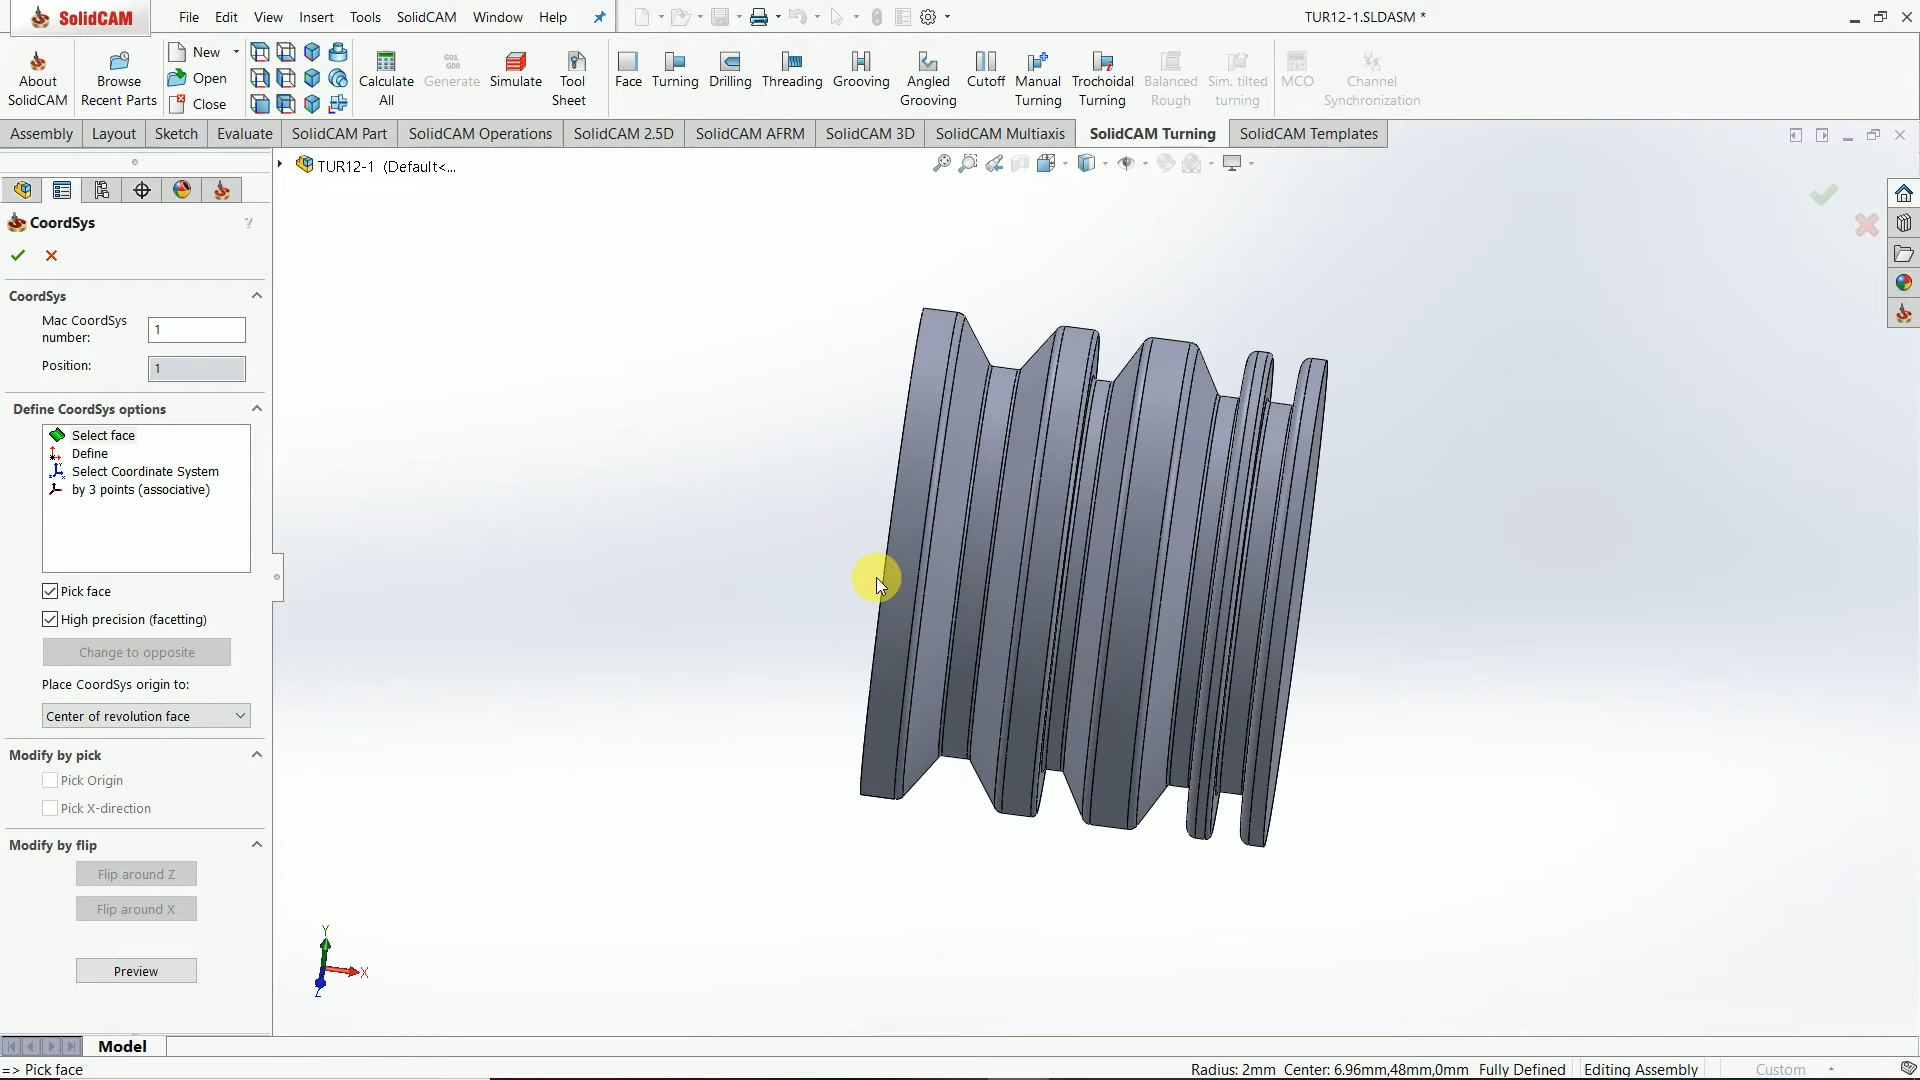 SolidCAM File Edit View Insert Tools SolidCAM Window Help TUR12-1.SLDASM *
About SolidCAM
Browse Recent Parts
New
Open
Close
Calculate All
G01 G00
Generate
Simulate
Tool Sheet
Face
Turning
Drilling
Threading
Grooving
Angled Grooving
Cutoff
Manual Turning
Trochoidal Turning
Balanced Rough
Sim. tilted turning
MCO
Channel Synchronization
Assembly Layout Sketch Evaluate SolidCAM Part SolidCAM Operations SolidCAM 2.5D SolidCAM AFRM SolidCAM 3D SolidCAM Multiaxis SolidCAM Turning SolidCAM Templates
TUR12-1 (Default<...
CoordSys ?
CoordSys
Mac CoordSys number: 1
Position: 1
Define CoordSys options
Select face
Define
Select Coordinate System
by 3 points (associative)
Pick face
High precision (facetting)
Change to opposite
Place CoordSys origin to:
Center of revolution face
Modify by pick
Pick Origin
Pick X-direction
Modify by flip
Flip around Z
Flip around X
Preview
Y
X
Z
Model
=> Pick face Radius: 2mm Center: 6.96mm,48mm,0mm Fully Defined Editing Assembly Custom